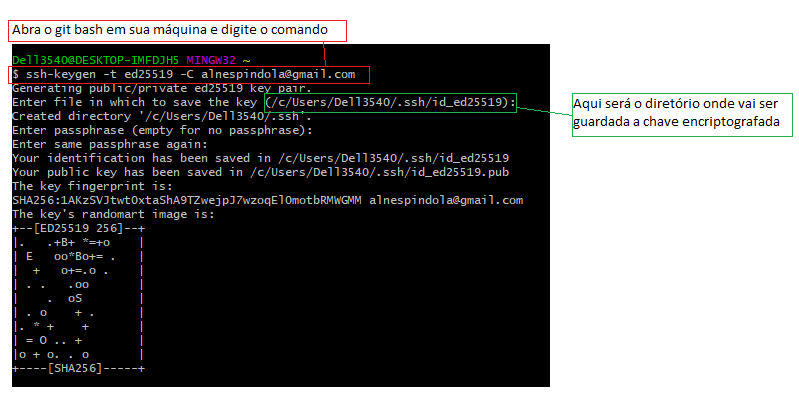 Abra o git bash em sua máquina e digite o comando
Dell3540@DESKTOP-IMFDJH5 MINGW32 ~
$ ssh-keygen -t ed25519 -C alnespindola@gmail.com
Generating public/private ed25519 key pair.
Enter file in which to save the key (/c/Users/Dell3540/.ssh/id_ed25519):
Aqui será o diretório onde vai ser
guardada a chave encriptografada
Created directory '/c/Users/Dell3540/.ssh'.
Enter passphrase (empty for no passphrase):
Enter same passphrase again:
Your identification has been saved in /c/Users/Dell3540/.ssh/id_ed25519
Your public key has been saved in /c/Users/Dell3540/.ssh/id_ed25519.pub
The key fingerprint is:
SHA256:1AKzSVJtwtOxtaShA9TZwejpJ7wzoqElOmotbRMWGMM alnespindola@gmail.com
The key's randomart image is:
+--[ED25519 256]--+
|.   .+B+ *=+o    |
| E   oo*Bo+= .   |
|  +   o+=.o .    |
| . .   .oo       |
|    .  oS        |
| . o    + .      |
|. * +    +       |
| = O .. +        |
|o + o. . o       |
+----[SHA256]-----+